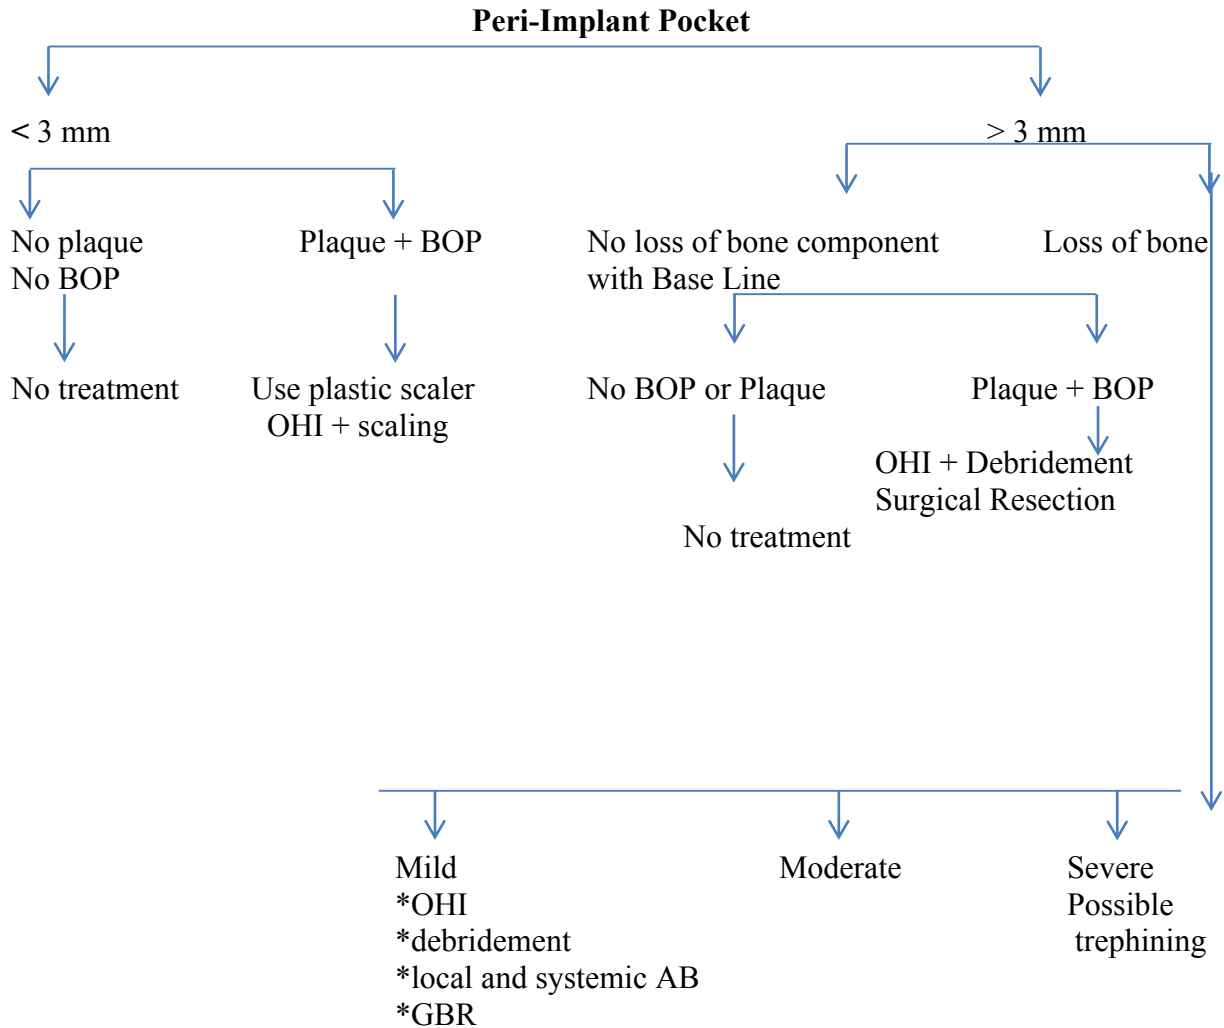 Peri-Implant Pocket
< 3 mm
> 3 mm
No plaque
No BOP
Plaque + BOP
No loss of bone component
with Base Line
Loss of bone
No treatment
Use plastic scaler
OHI + scaling
No BOP or Plaque
Plaque + BOP
OHI + Debridement
Surgical Resection
No treatment
Mild
*OHI
*debridement
*local and systemic AB
*GBR
Moderate
Severe
Possible
trephining